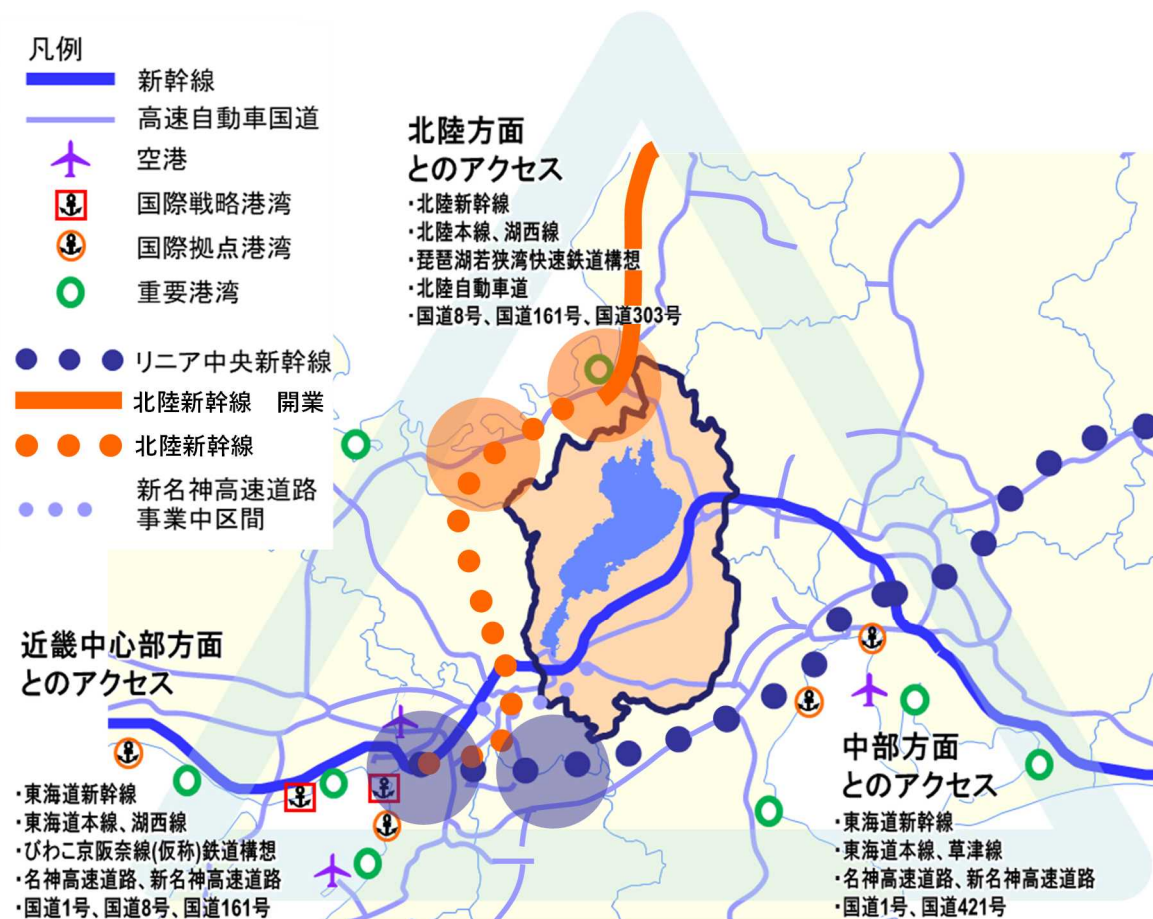 凡例
新幹線
高速自動車国道
空港
国際戦略港湾
国際拠点港湾
重要港湾
リニア中央新幹線
北陸新幹線 開業
北陸新幹線
新名神高速道路
事業中区間
北陸方面
とのアクセス
・北陸新幹線
・北陸本線、湖西線
・琵琶湖若狭湾快速鉄道構想
・北陸自動車道
・国道8号、国道161号、国道303号
近畿中心部方面
とのアクセス
・東海道新幹線
・東海道本線、湖西線
・びわこ京阪奈線(仮称)鉄道構想
・名神高速道路、新名神高速道路
・国道1号、国道8号、国道161号
中部方面
とのアクセス
・東海道新幹線
・東海道本線、草津線
・名神高速道路、新名神高速道路
・国道1号、国道421号